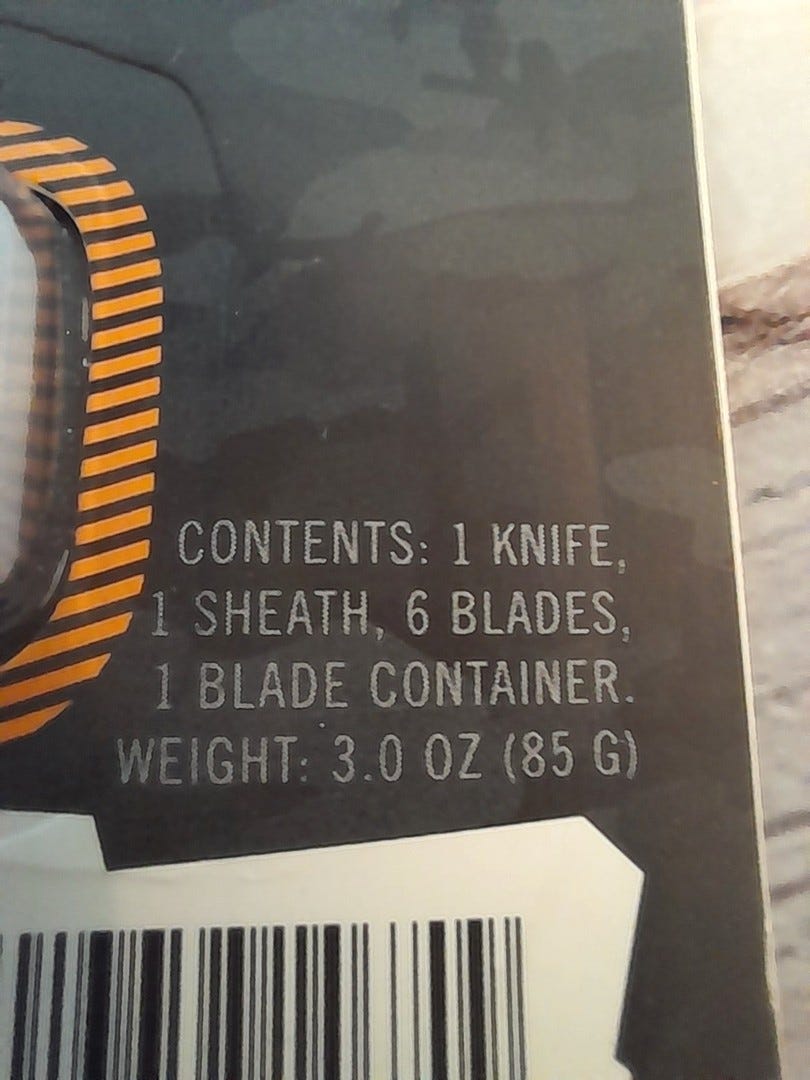 CONTENTS: 1 KNIFE,
1 SHEATH, 6 BLADES,
1 BLADE CONTAINER.
WEIGHT: 3.0 OZ (85 G)